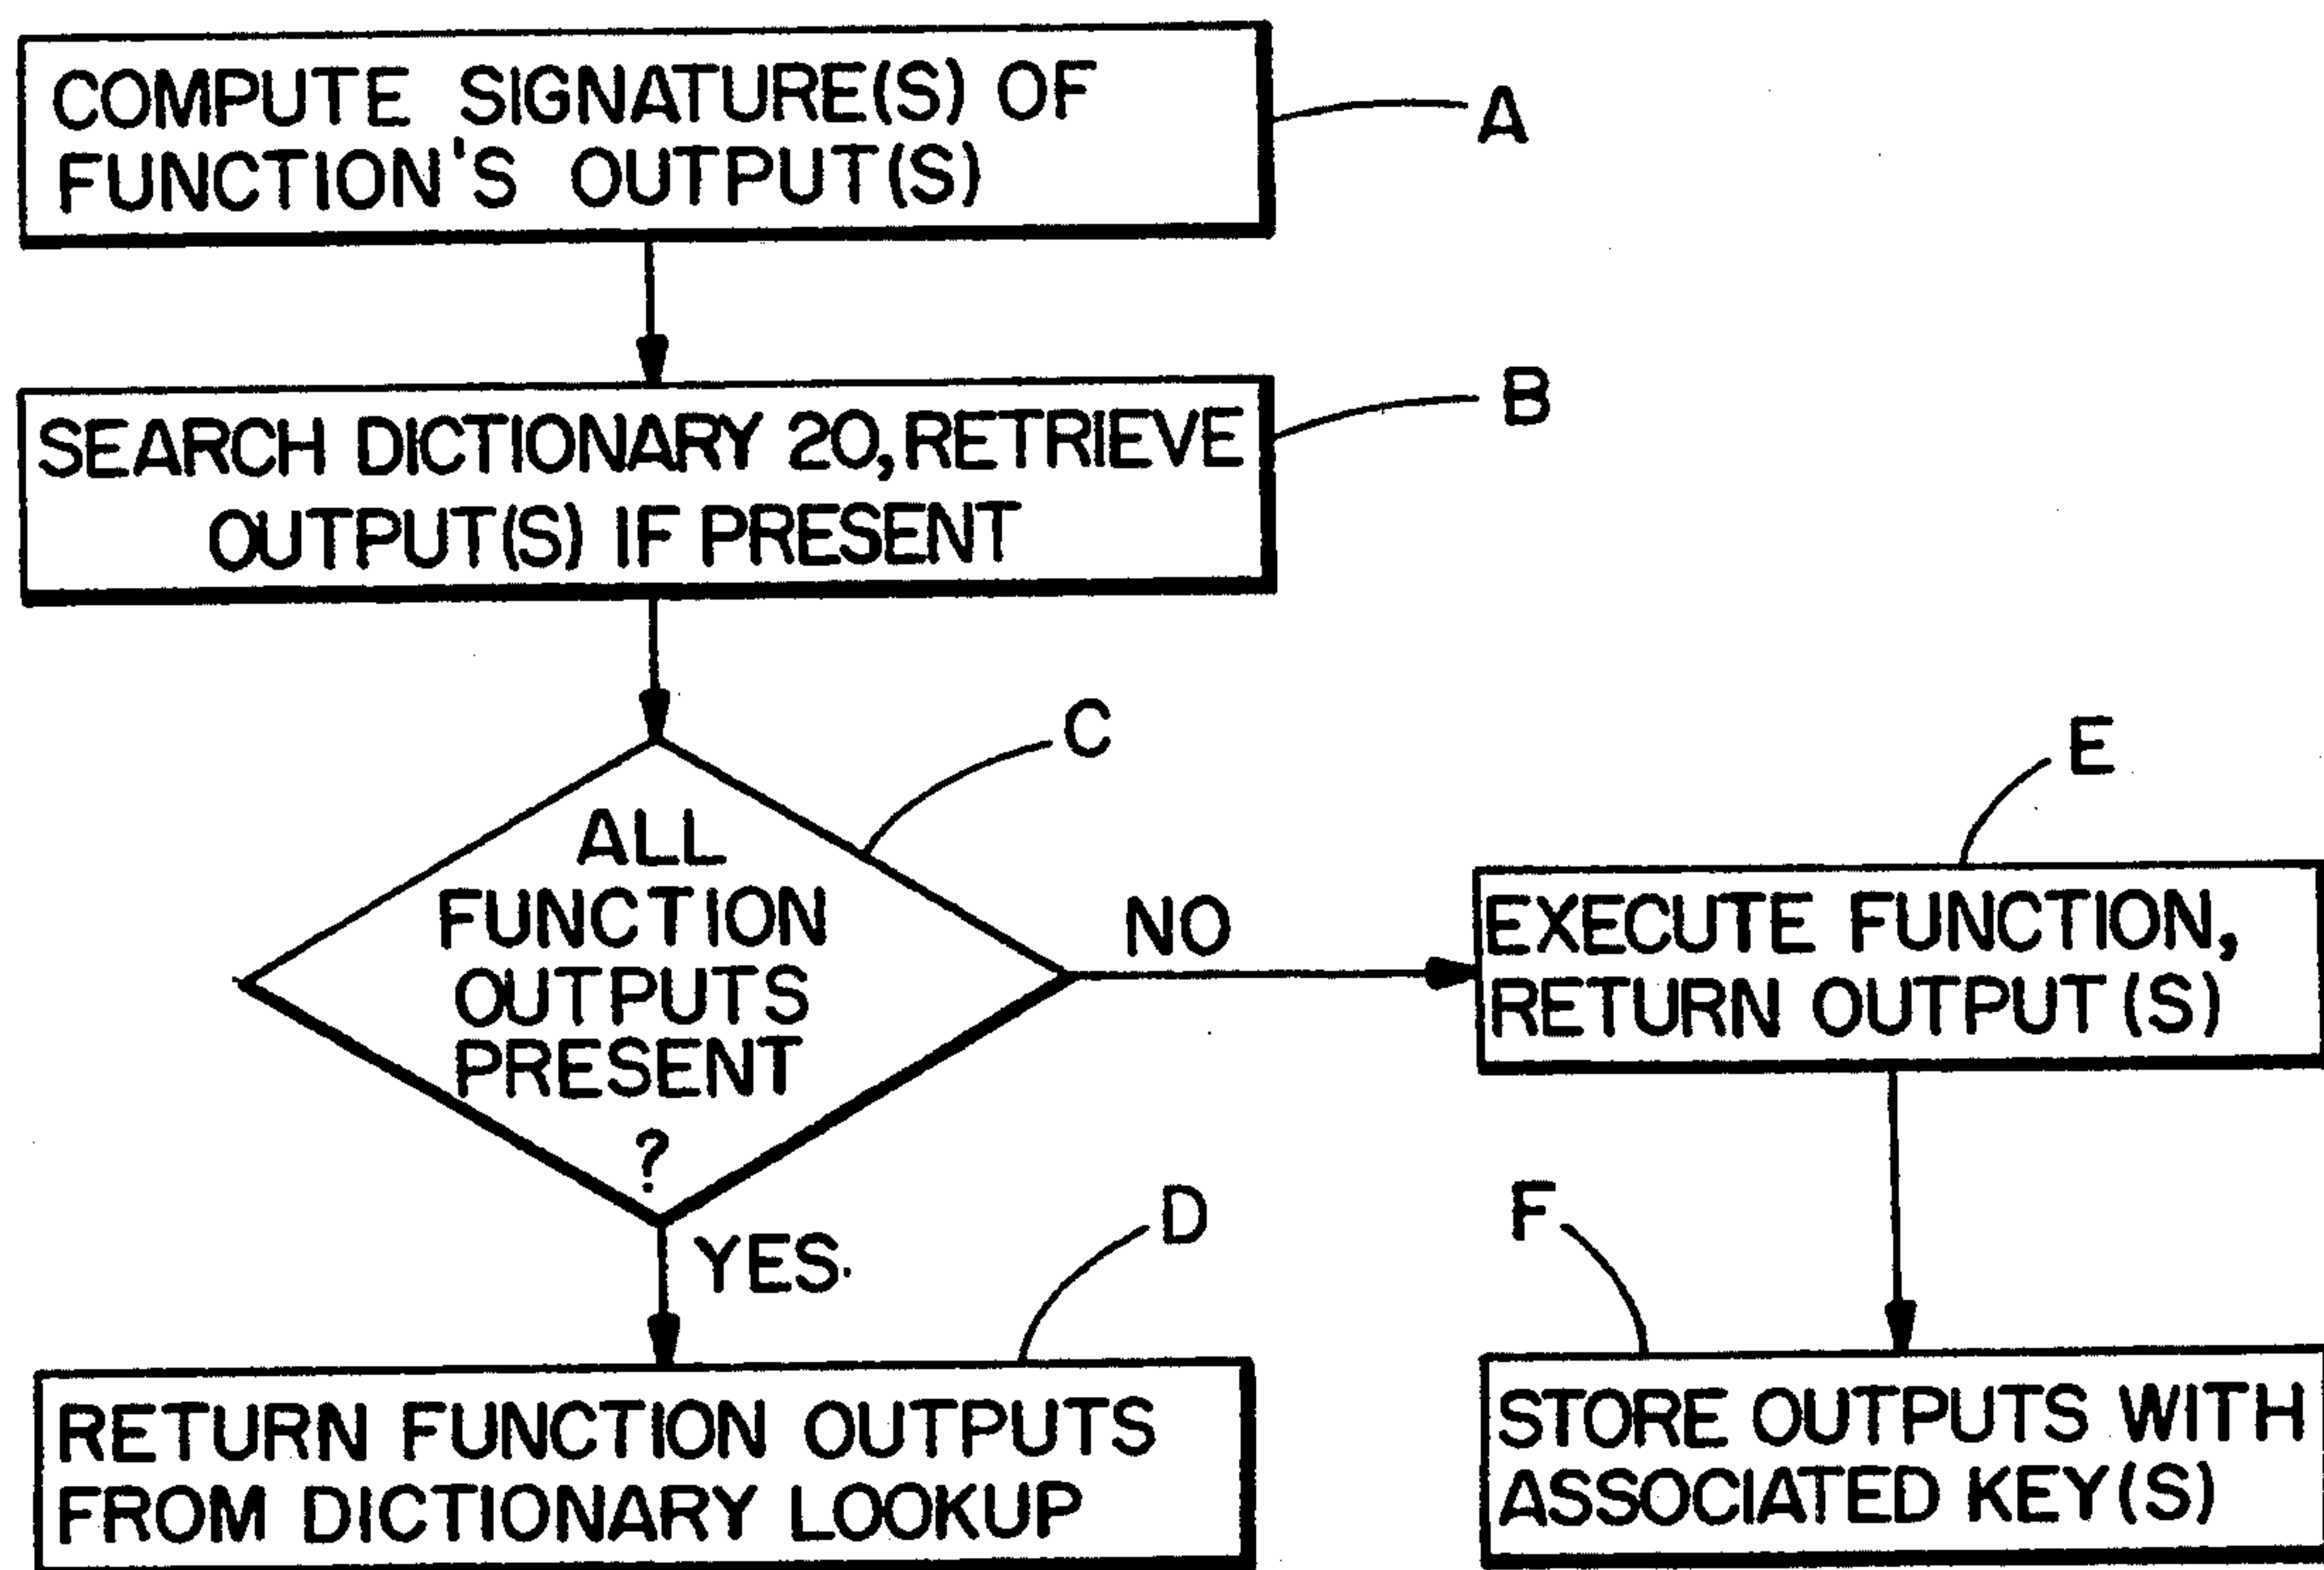 COMPUTE SIGNATURE(S) OF
FUNCTION'S OUTPUT(S)
A
SEARCH DICTIONARY 20, RETRIEVE
OUTPUT(S) IF PRESENT
B
C
ALL
FUNCTION
OUTPUTS
PRESENT
?
NO
E
EXECUTE FUNCTION,
RETURN OUTPUT(S)
YES.
D
RETURN FUNCTION OUTPUTS
FROM DICTIONARY LOOKUP
F
STORE OUTPUTS WITH
ASSOCIATED KEY(S)